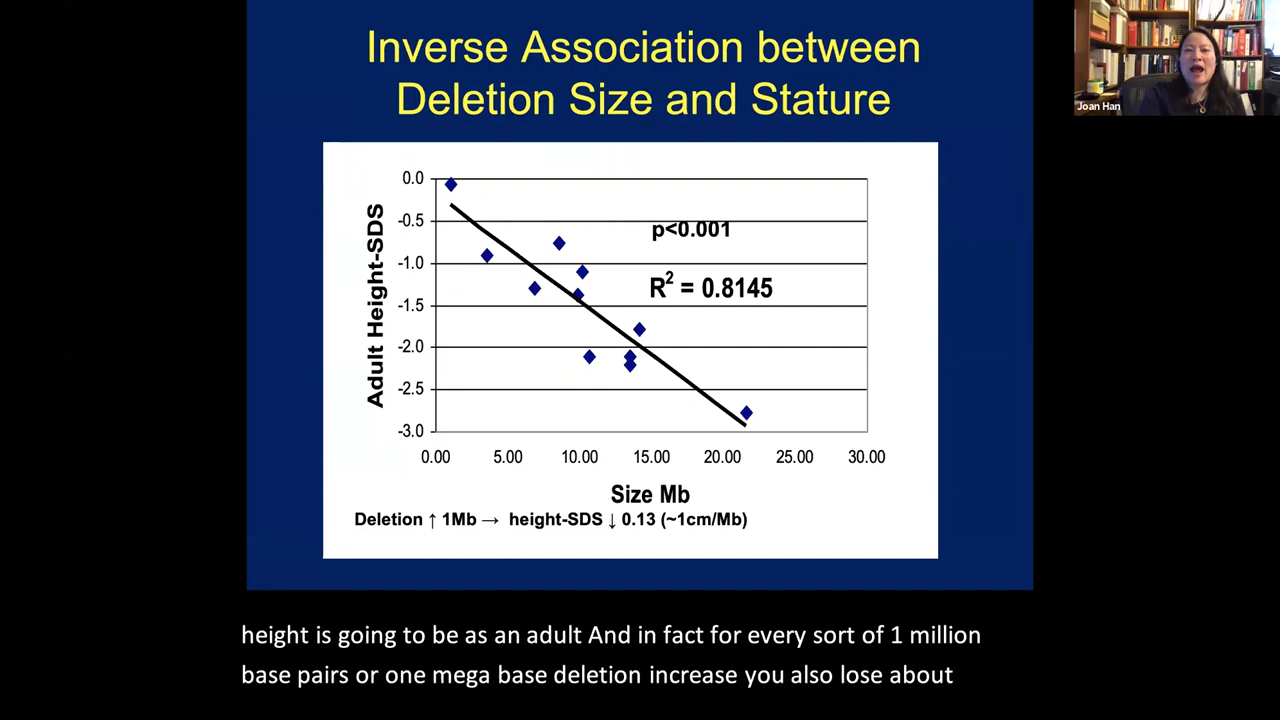 Inverse Association between
Deletion Size and Stature
Joan Han
Adult Height-SDS
0.0
-0.5
-1.0
-1.5
-2.0
-2.5
-3.0
p<0.001
R² = 0.8145
0.00 5.00 10.00 15.00 20.00 25.00 30.00
Size Mb
Deletion ↑ 1Mb → height-SDS ↓ 0.13 (~1cm/Mb)
height is going to be as an adult And in fact for every sort of 1 million
base pairs or one mega base deletion increase you also lose about